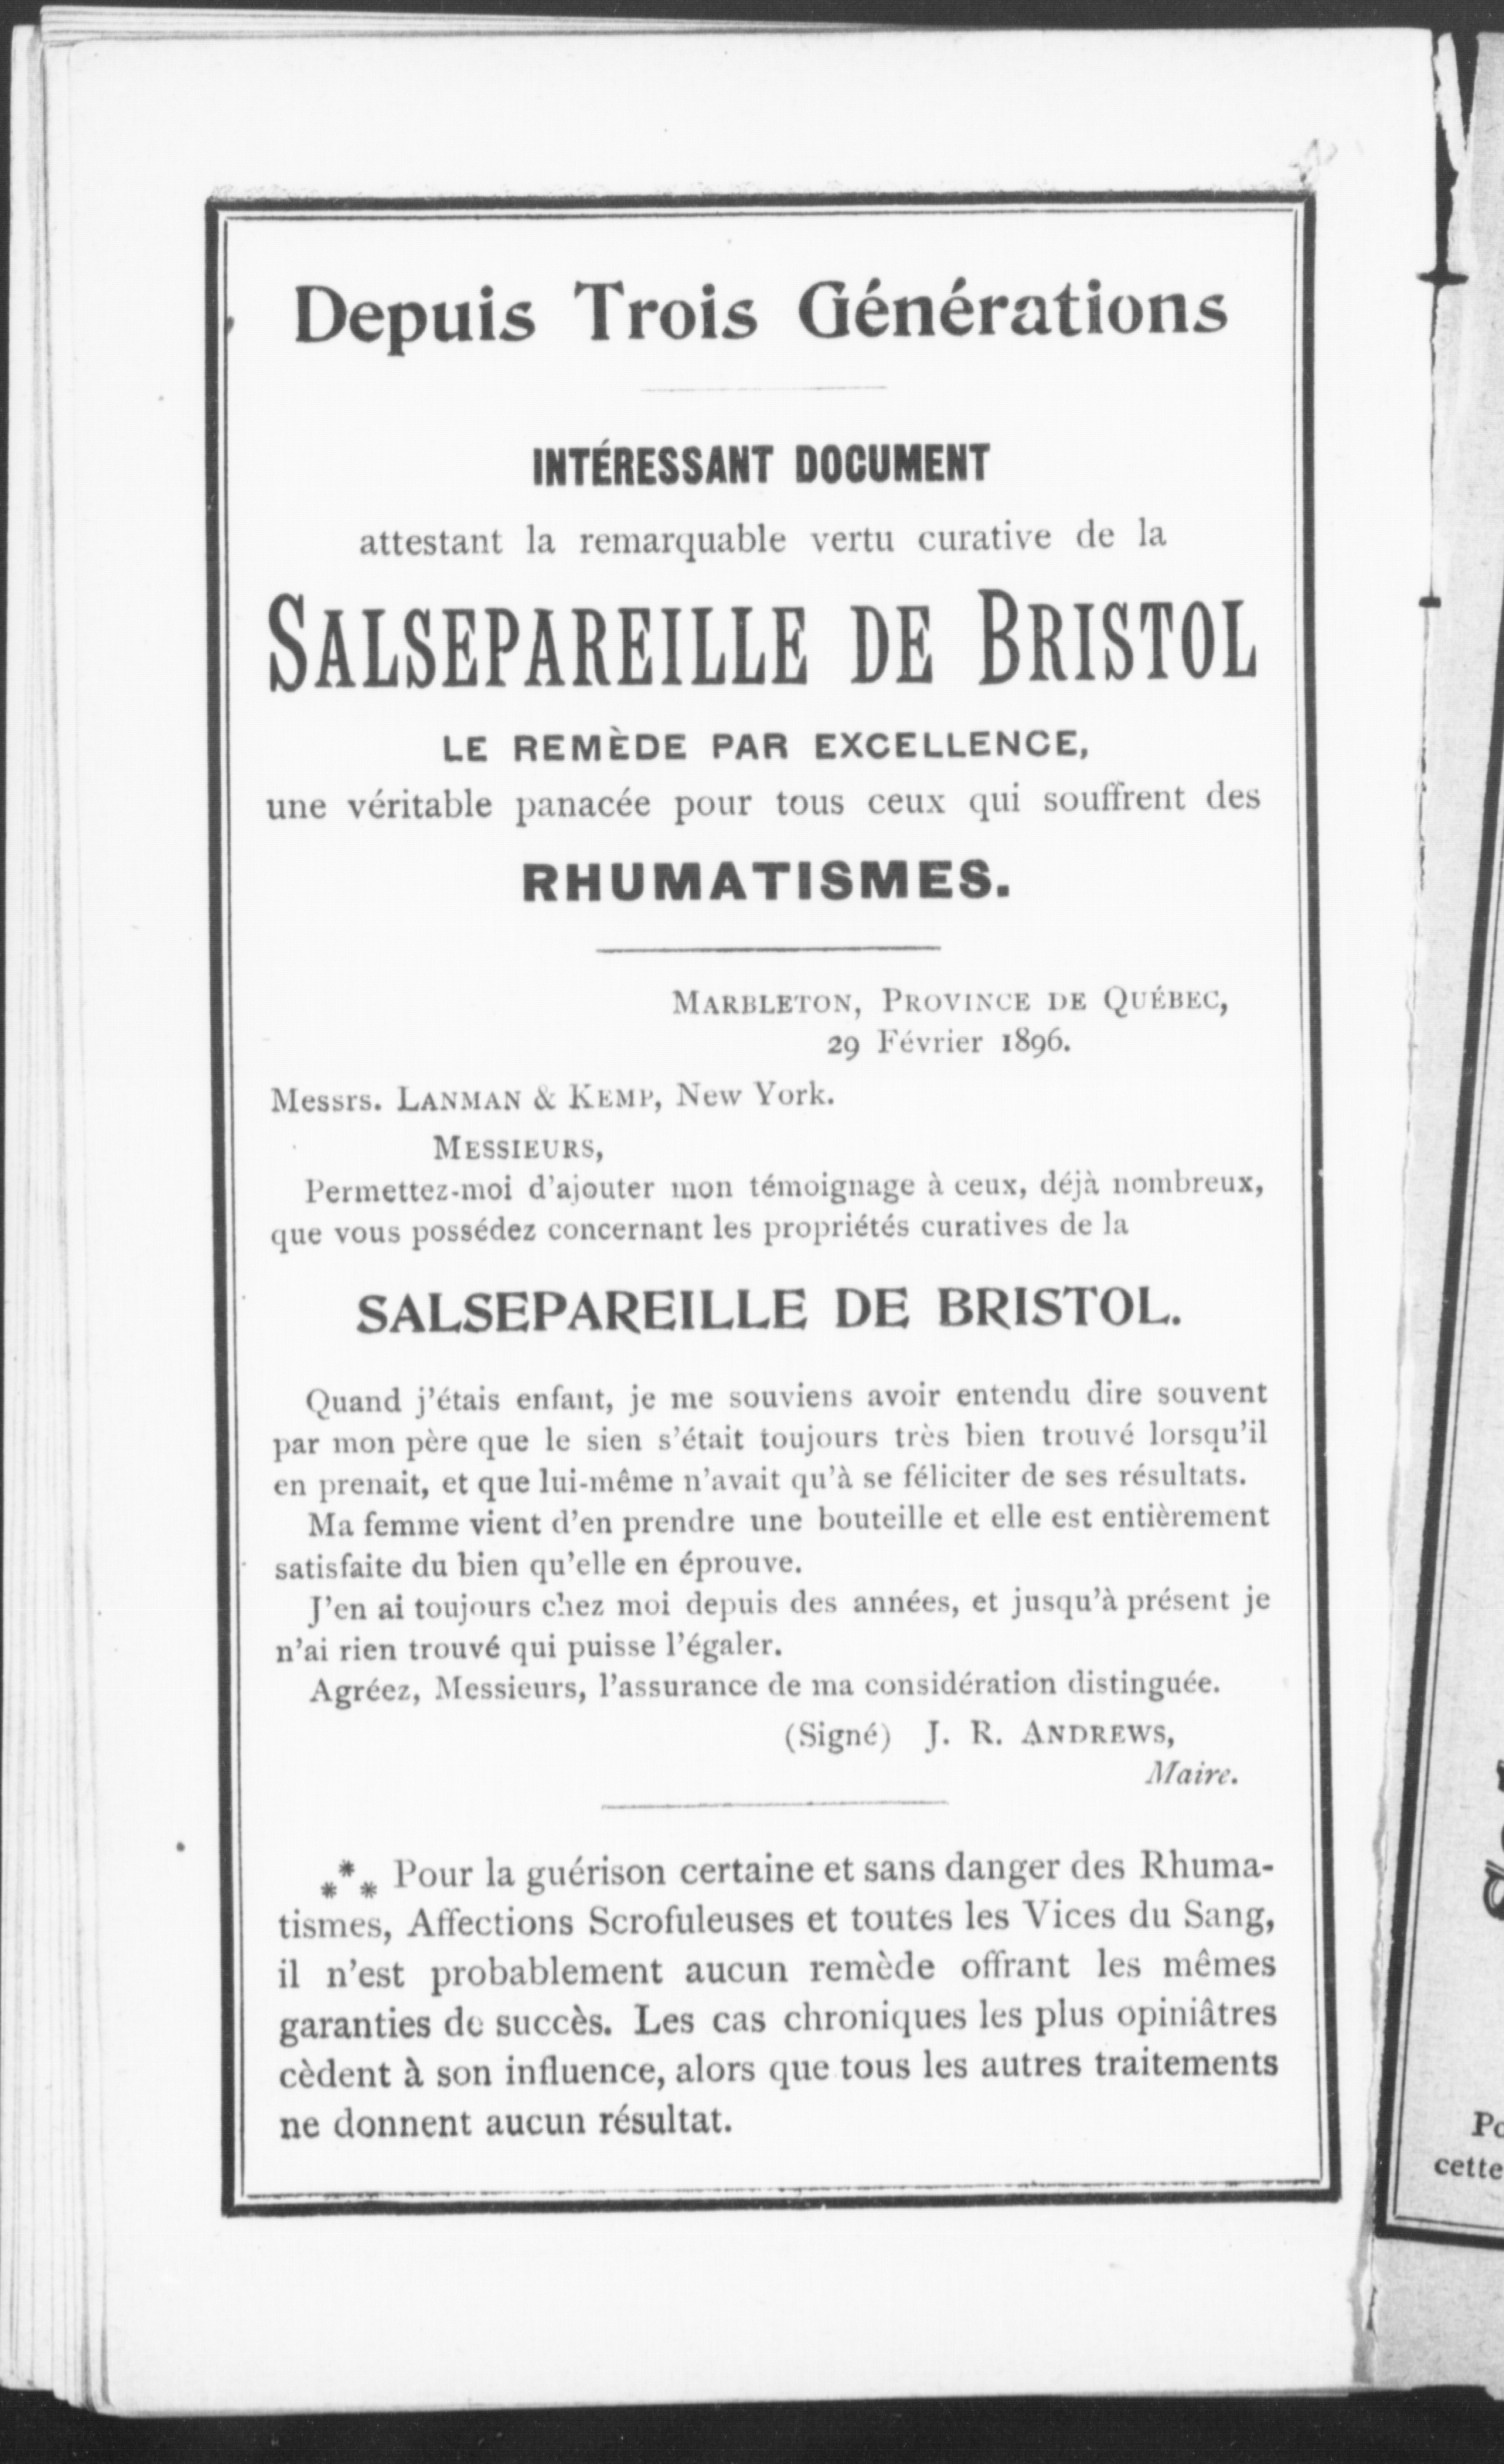 Depuis Trois Générations
INTÉRESSANT DOCUMENT
attestant la remarquable vertu curative de la
SALSEPAREILLE DE BRISTOL
LE REMÈDE PAR EXCELLENCE,
une véritable panacée pour tous ceux qui souffrent des
RHUMATISMES.
MARBLETON, PROVINCE DE QUÉBEC,
29 Février 1896.
Messrs. LANMAN & KEMP, New York.
MESSIEURS,
Permettez-moi d'ajouter mon témoignage à ceux, déjà nombreux,
que vous possédez concernant les propriétés curatives de la
SALSEPAREILLE DE BRISTOL.
Quand j'étais enfant, je me souviens avoir entendu dire souvent
par mon père que le sien s'était toujours très bien trouvé lorsqu'il
en prenait, et que lui-même n'avait qu'à se féliciter de ses résultats.
Ma femme vient d'en prendre une bouteille et elle est entièrement
satisfaite du bien qu'elle en éprouve.
J'en ai toujours chez moi depuis des années, et jusqu'à présent je
n'ai rien trouvé qui puisse l'égaler.
Agréez, Messieurs, l'assurance de ma considération distinguée.
(Signé) J. R. ANDREWS,
Maire.
⁂ Pour la guérison certaine et sans danger des Rhuma-
tismes, Affections Scrofuleuses et toutes les Vices du Sang,
il n'est probablement aucun remède offrant les mêmes
garanties de succès. Les cas chroniques les plus opiniâtres
cèdent à son influence, alors que tous les autres traitements
ne donnent aucun résultat.
cette